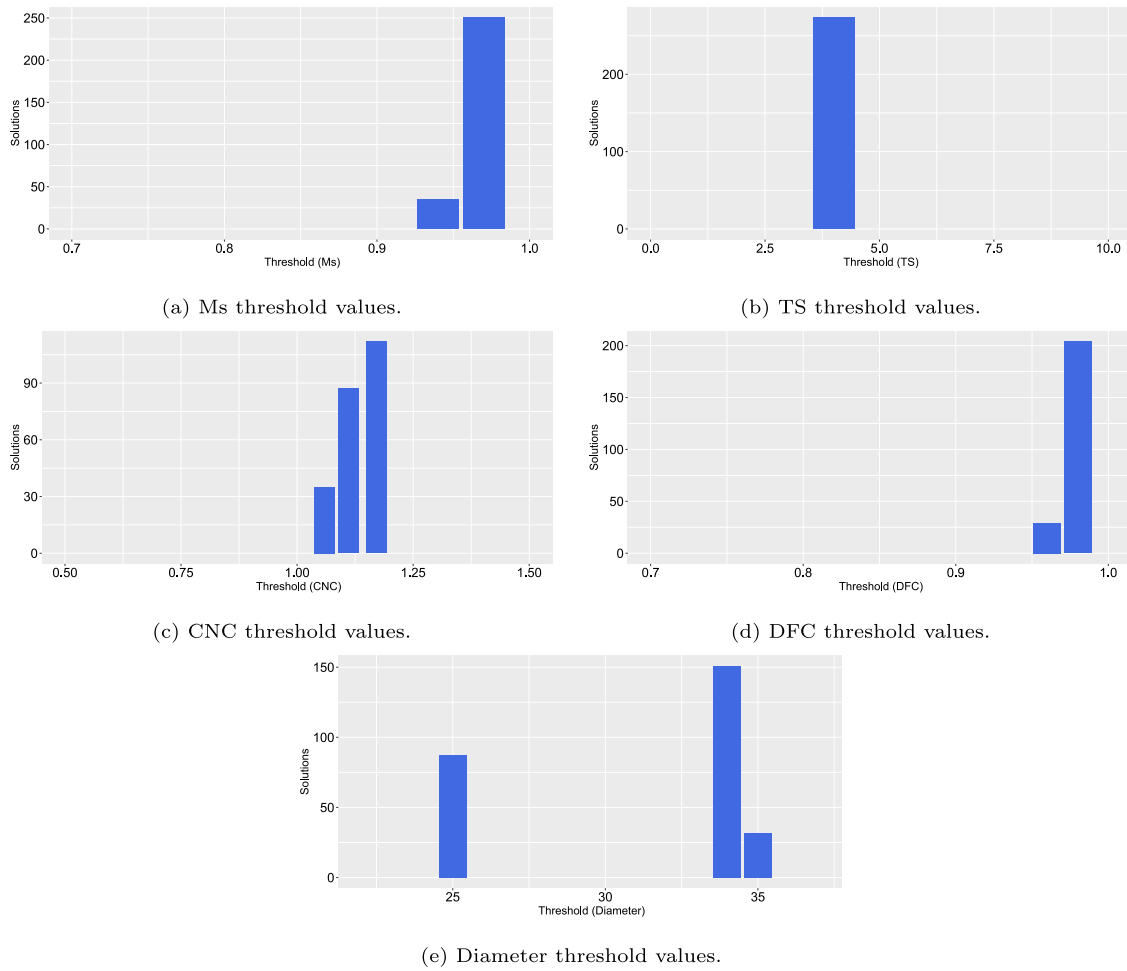 250
200
150
100
50
0
Solutions
0.7 0.8 0.9 1.0
Threshold (Ms)
(a) Ms threshold values.
200
100
0
Solutions
0.0 2.5 5.0 7.5 10.0
Threshold (TS)
(b) TS threshold values.
90
60
30
0
Solutions
0.50 0.75 1.00 1.25 1.50
Threshold (CNC)
(c) CNC threshold values.
200
150
100
50
0
Solutions
0.7 0.8 0.9 1.0
Threshold (DFC)
(d) DFC threshold values.
150
100
50
0
Solutions
25 30 35
Threshold (Diameter)
(e) Diameter threshold values.